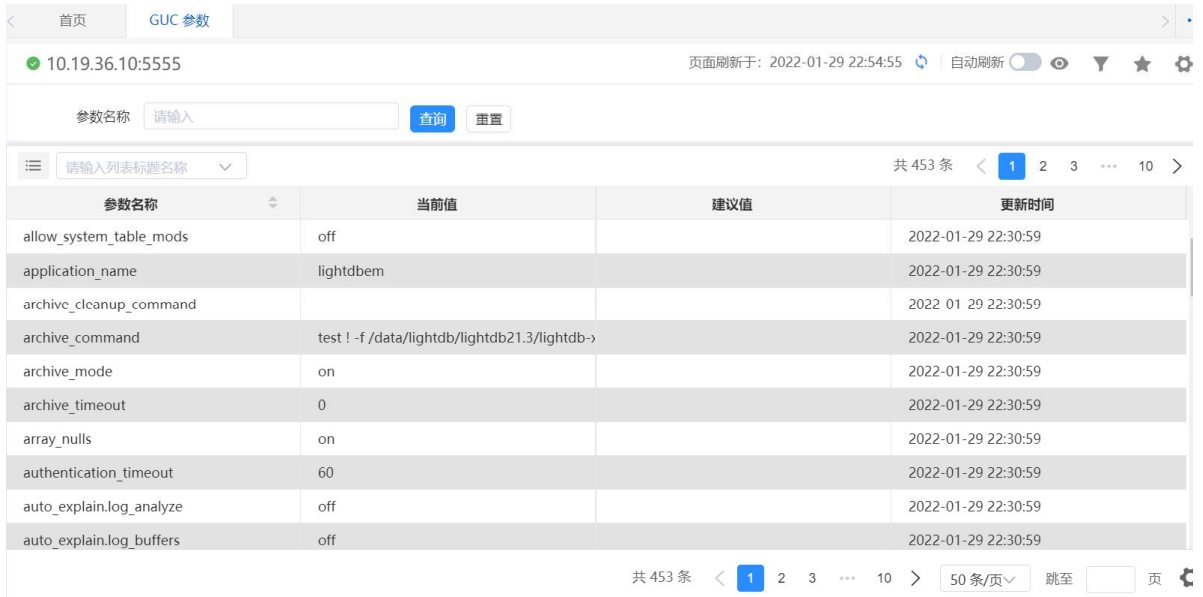 首页 GUC 参数
10.19.36.10:5555 页面刷新于：2022-01-29 22:54:55 自动刷新
参数名称 请输入 查询 重置
请输入列表标题名称 共 453 条 1 2 3 ··· 10
参数名称 当前值 建议值 更新时间
allow_system_table_mods off 2022-01-29 22:30:59
application_name lightdbem 2022-01-29 22:30:59
archive_cleanup_command 2022-01-29 22:30:59
archive_command test ! -f /data/lightdb/lightdb21.3/lightdb-x 2022-01-29 22:30:59
archive_mode on 2022-01-29 22:30:59
archive_timeout 0 2022-01-29 22:30:59
array_nulls on 2022-01-29 22:30:59
authentication_timeout 60 2022-01-29 22:30:59
auto_explain.log_analyze off 2022-01-29 22:30:59
auto_explain.log_buffers off 2022-01-29 22:30:59
共 453 条 1 2 3 ··· 10 50 条/页 跳至 页